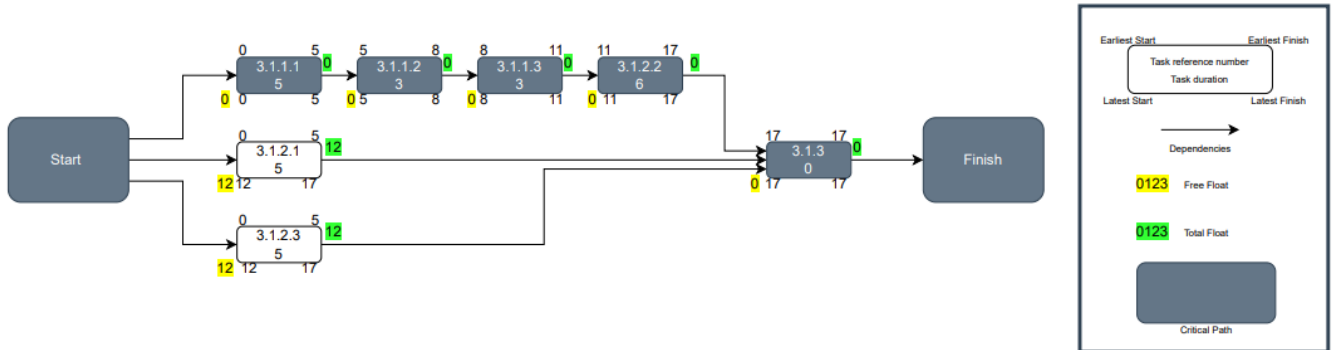 Start
0 5
3.1.1.1
5
0
0 0 5
5 8
3.1.1.2
3
0
0 5 8
8 11
3.1.1.3
3
0
0 8 11
11 17
3.1.2.2
6
0
0 11 17
0 5
3.1.2.1
5
12
12 12 17
0 5
3.1.2.3
5
12
12 12 17
17 17
3.1.3
0
0
0 17 17
Finish
Earliest Start Earliest Finish
Task reference number
Task duration
Latest Start Latest Finish
Dependencies
0123 Free Float
0123 Total Float
Critical Path